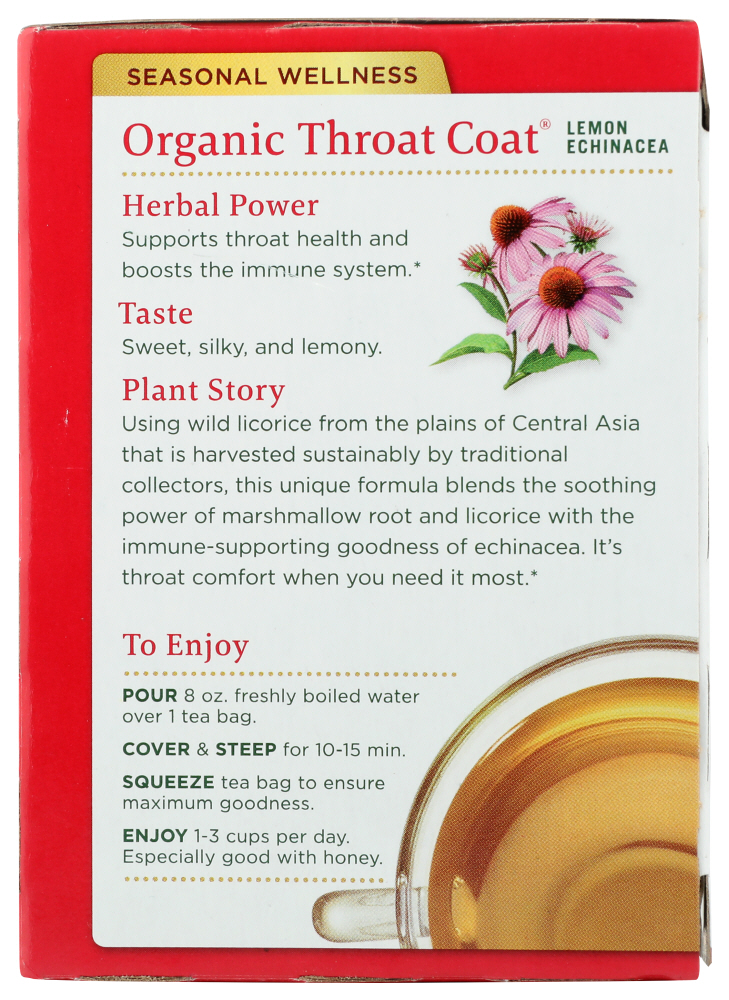 SEASONAL WELLNESS
Organic Throat Coat® LEMON
ECHINACEA
Herbal Power
Supports throat health and
boosts the immune system.*
Taste
Sweet, silky, and lemony.
Plant Story
Using wild licorice from the plains of Central Asia
that is harvested sustainably by traditional
collectors, this unique formula blends the soothing
power of marshmallow root and licorice with the
immune-supporting goodness of echinacea. It's
throat comfort when you need it most.*
To Enjoy
POUR 8 oz. freshly boiled water
over 1 tea bag.
COVER & STEEP for 10-15 min.
SQUEEZE tea bag to ensure
maximum goodness.
ENJOY 1-3 cups per day.
Especially good with honey.